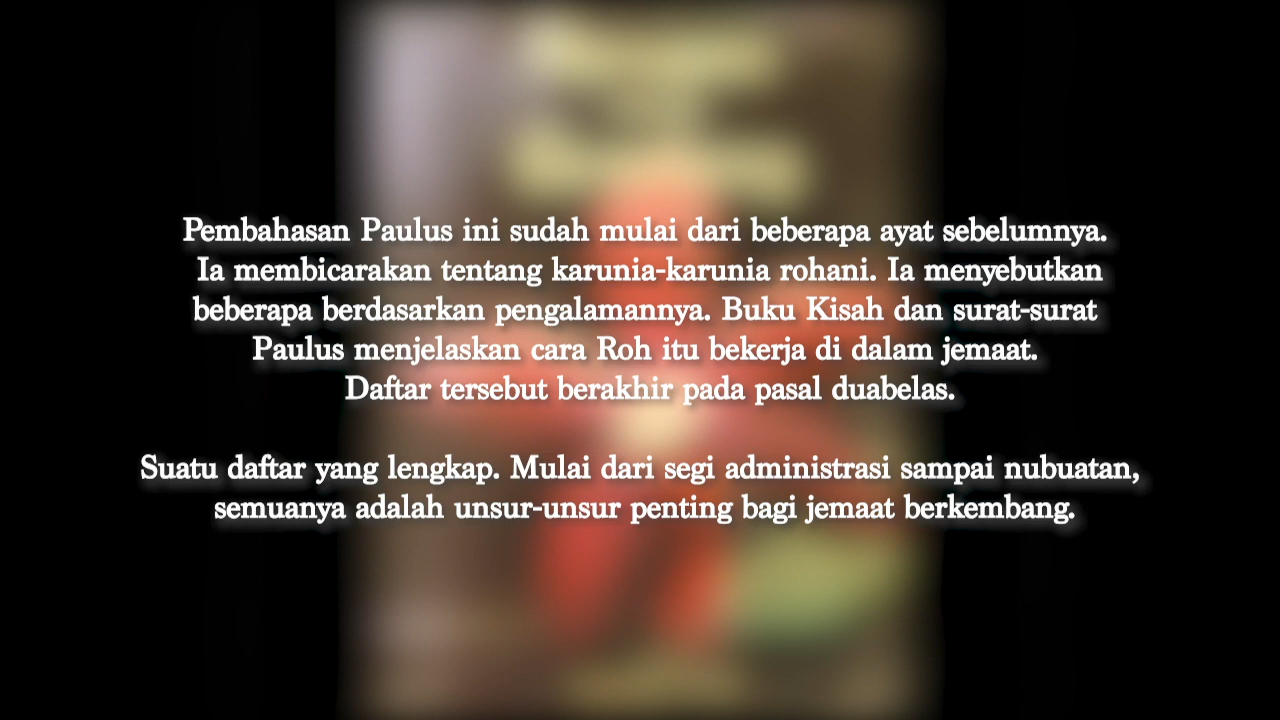 Pembahasan Paulus ini sudah mulai dari beberapa ayat sebelumnya.
Ia membicarakan tentang karunia-karunia rohani. Ia menyebutkan
beberapa berdasarkan pengalamannya. Buku Kisah dan surat-surat
Paulus menjelaskan cara Roh itu bekerja di dalam jemaat.
Daftar tersebut berakhir pada pasal duabelas.
Suatu daftar yang lengkap. Mulai dari segi administrasi sampai nubuatan,
semuanya adalah unsur-unsur penting bagi jemaat berkembang.